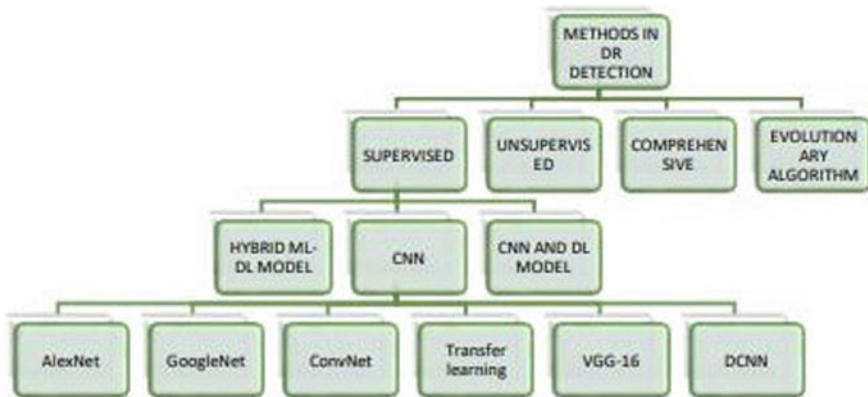 METHODS IN
DR
DETECTION
SUPERVISED
UNSUPERVIS
ED
COMPREHEN
SIVE
EVOLUTION
ARY
ALGORITHM
HYBRID ML-
DL MODEL
CNN
CNN AND DL
MODEL
AlexNet
GoogleNet
ConvNet
Transfer
learning
VGG-16
DCNN